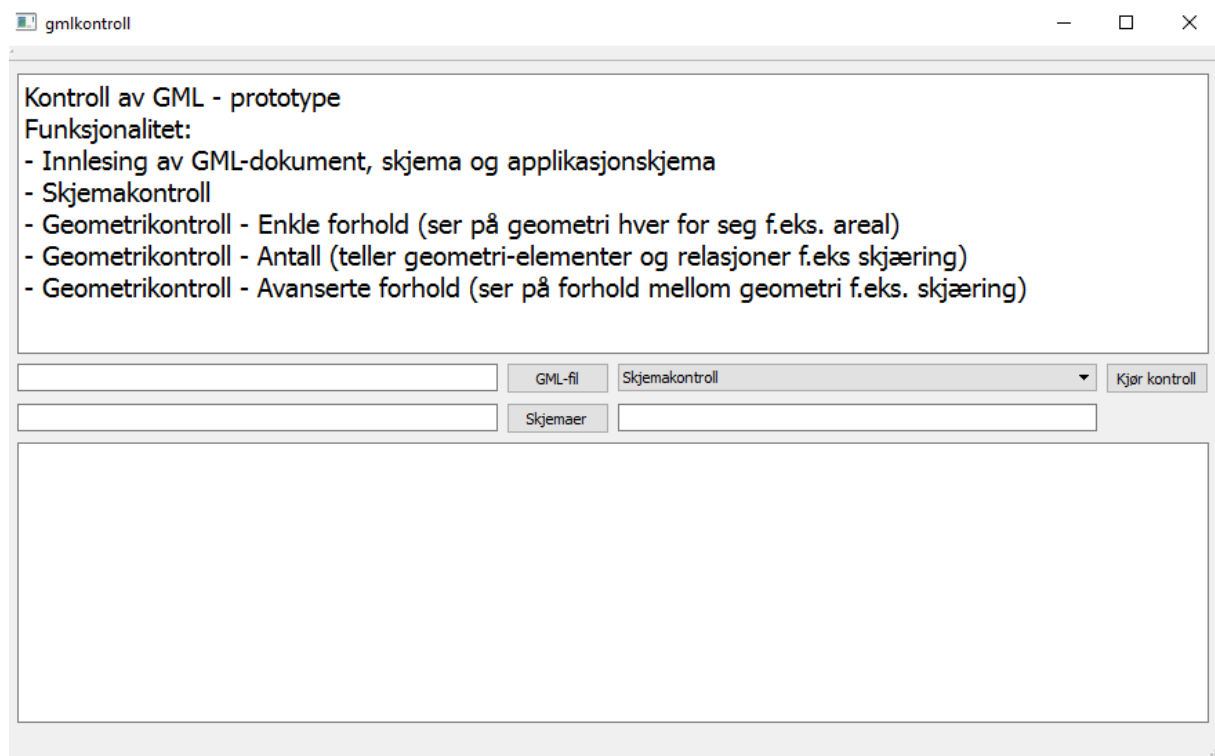 gmlkontroll
Kontroll av GML - prototype
Funksjonalitet:
- Innlesing av GML-dokument, skjema og applikasjonskjema
- Skjemakontroll
- Geometrikontroll - Enkle forhold (ser på geometri hver for seg f.eks. areal)
- Geometrikontroll - Antall (teller geometri-elementer og relasjoner f.eks skjæring)
- Geometrikontroll - Avanserte forhold (ser på forhold mellom geometri f.eks. skjæring)
GML-fil Skjemakontroll Kjør kontroll
Skjemaer